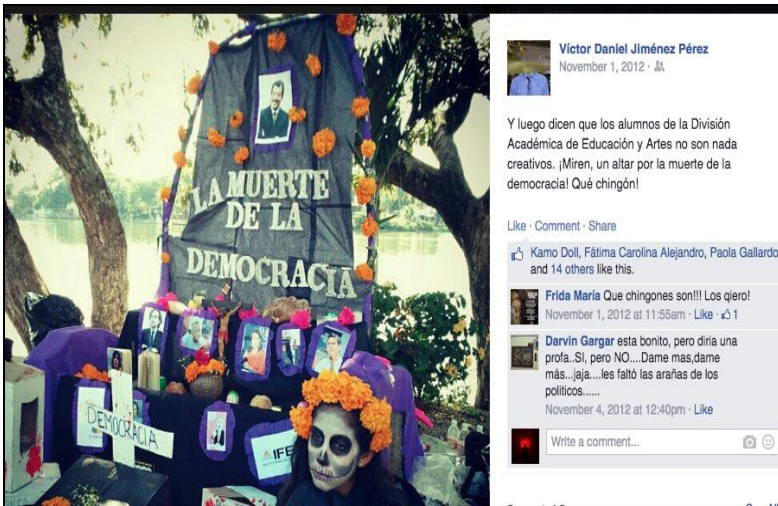 LA MUERTE
DE LA
DEMOCRACIA
DEMOCRACIA
IFE
Víctor Daniel Jiménez Pérez
November 1, 2012 ·
Y luego dicen que los alumnos de la División
Académica de Educación y Artes no son nada
creativos. ¡Miren, un altar por la muerte de la
democracia! Qué chingón!
Like · Comment · Share
Kamo Doll, Fátima Carolina Alejandro, Paola Gallardo
and 14 others like this.
Frida María Que chingones son!!! Los qiero!
November 1, 2012 at 11:55am · Like · 1
Darvin Gargar esta bonito, pero diria una
profa..SI, pero NO....Dame mas,dame
más...jaja....les faltó las arañas de los
politicos......
November 4, 2012 at 12:40pm · Like
Write a comment...